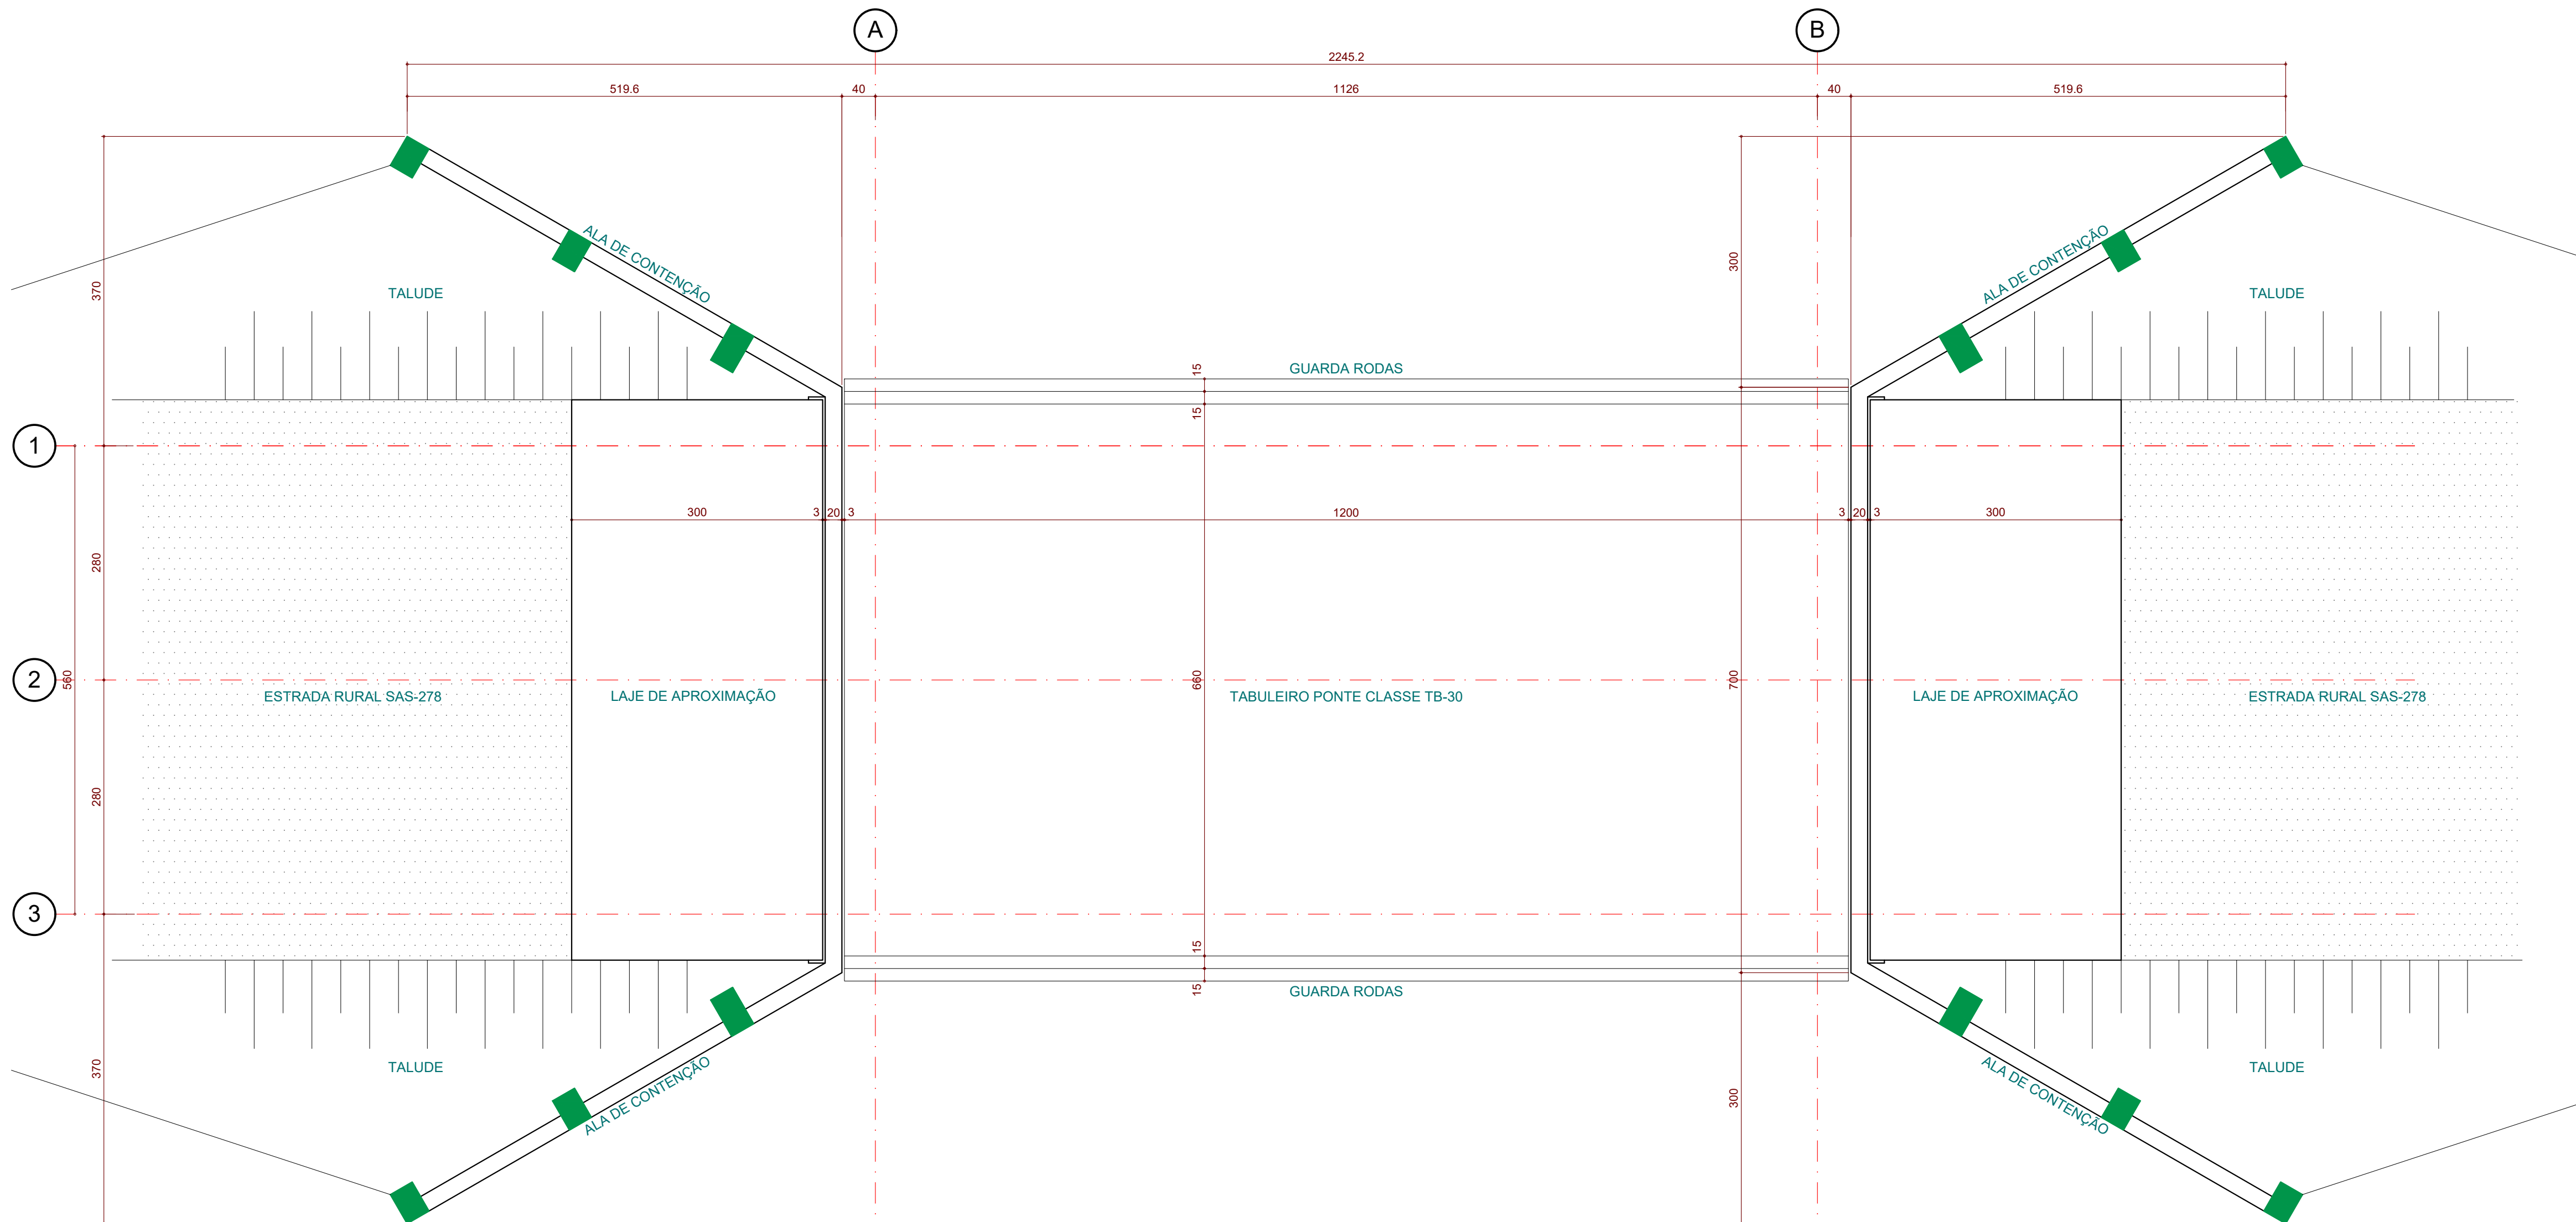 A
B
2245.2
519.6
40
1126
40
519.6
ALA DE CONTENÇÃO
ALA DE CONTENÇÃO
300
370
TALUDE
TALUDE
15
GUARDA RODAS
15
1
300
3
20
3
1200
3
20
3
300
280
2
560
660
700
ESTRADA RURAL SAS-278
LAJE DE APROXIMAÇÃO
TABULEIRO PONTE CLASSE TB-30
LAJE DE APROXIMAÇÃO
ESTRADA RURAL SAS-278
280
3
15
15
GUARDA RODAS
370
TALUDE
TALUDE
ALA DE CONTENÇÃO
ALA DE CONTENÇÃO
300